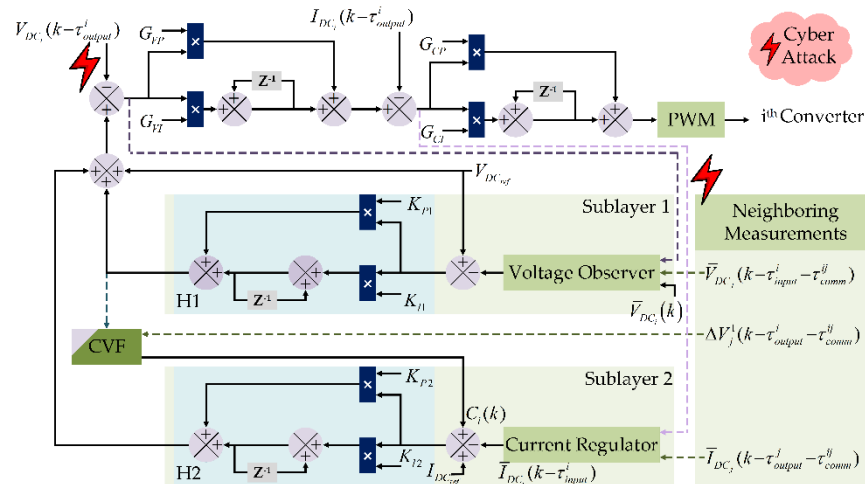 V_{DC_i}(k-τ^i_{output})
G_{VP}
I_{DC_i}(k-τ^i_{output})
G_{CP}
Cyber
Attack
Z-1
Z-1
G_{VI}
G_{CI}
PWM
ith Converter
V_{DC_{ref}}
Sublayer 1
Neighboring
Measurements
K_{P1}
Voltage Observer
V̄_{DC_j}(k-τ^i_{input}-τ^{ij}_{comm})
Z-1
H1
K_{I1}
V̄_{DC_i}(k)
CVF
ΔV^i_j(k-τ^i_{output}-τ^{ij}_{comm})
Sublayer 2
K_{P2}
C_i(k)
Current Regulator
Z-1
H2
K_{I2}
I_{DC_{ref}}
Ī_{DC_i}(k-τ^i_{input})
Ī_{DC_j}(k-τ^j_{output}-τ^{ij}_{comm})